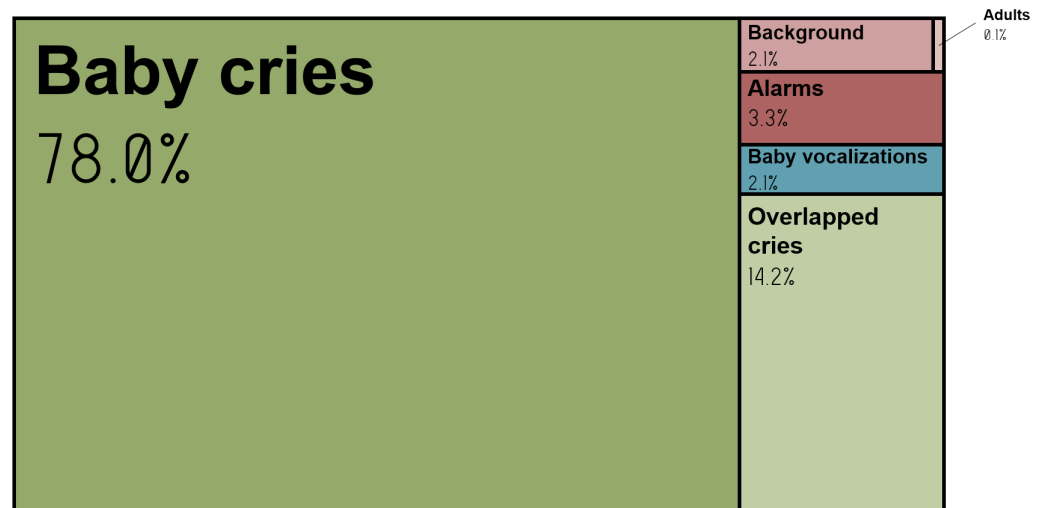 Baby cries
78.0%
Background
2.1%
Adults
0.1%
Alarms
3.3%
Baby vocalizations
2.1%
Overlapped
cries
14.2%